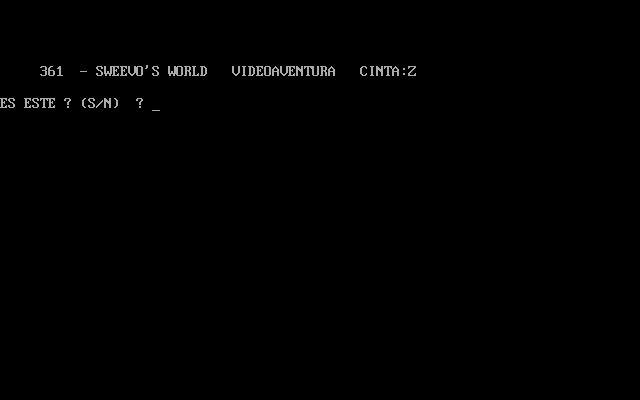 361 - SWEEVO'S WORLD VIDEOAVENTURA CINTA:Z
ES ESTE ? (S/N) ? _